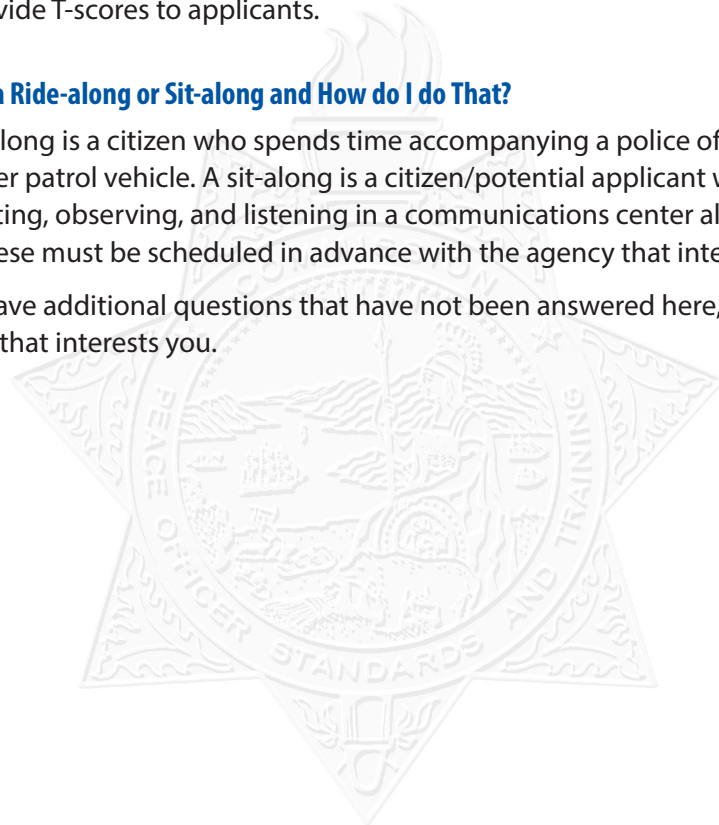 vide T-scores to applicants.
a Ride-along or Sit-along and How do I do That?
long is a citizen who spends time accompanying a police of
er patrol vehicle. A sit-along is a citizen/potential applicant w
ting, observing, and listening in a communications center al
ese must be scheduled in advance with the agency that inte
ave additional questions that have not been answered here,
that interests you.
COMMISSION
PEACE OFFICER STANDARDS AND TRAINING